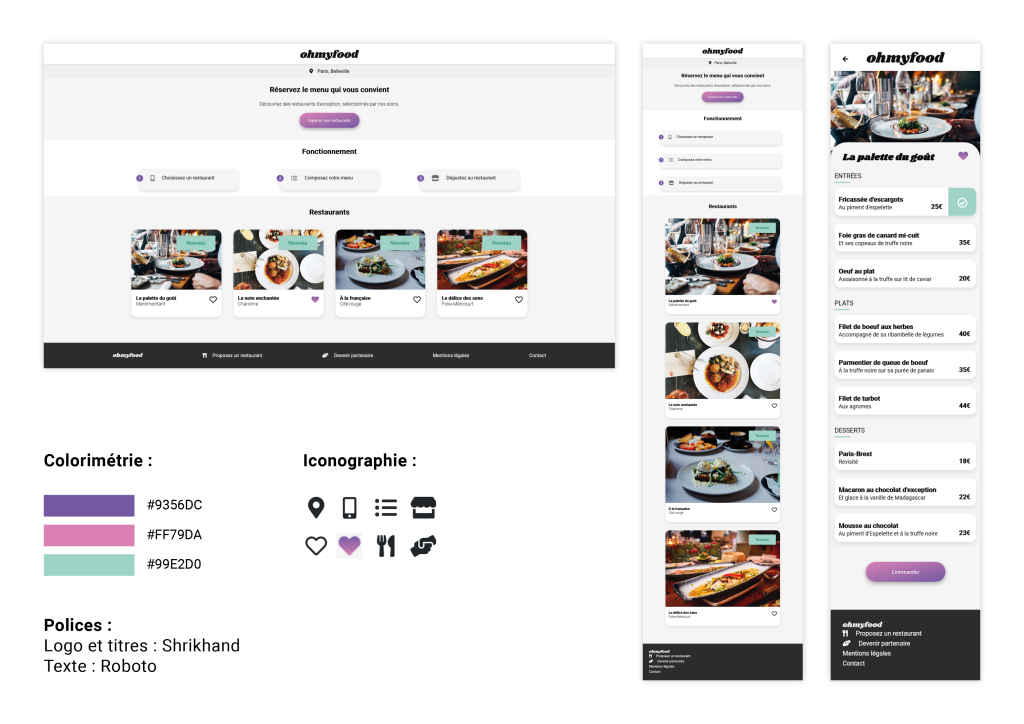 ohmyfood
Paris, Belleville
Réservez le menu qui vous convient
Découvrez des restaurants d'exception, sélectionnés par nos soins.
Explorez nos restaurants
Fonctionnement
1 Choisissez un restaurant
2 Composez votre menu
3 Dégustez au restaurant
Restaurants
Nouveau
Nouveau
La palette du goût
Ménilmontant
La note enchantée
Charonne
À la française
Cité rouge
Le délice des sens
Folie-Méricourt
ohmyfood
Proposez un restaurant
Devenir partenaire
Mentions légales
Contact
Colorimétrie :
#9356DC
#FF79DA
#99E2D0
Polices :
Logo et titres : Shrikhand
Texte : Roboto
Iconographie :
ohmyfood
Paris, Belleville
Réservez le menu qui vous convient
Découvrez des restaurants d'exception, sélectionnés par nos soins.
Explorez nos restaurants
Fonctionnement
1 Choisissez un restaurant
2 Composez votre menu
3 Dégustez au restaurant
Restaurants
Nouveau
La palette du goût
Ménilmontant
Nouveau
La note enchantée
Charonne
Nouveau
À la française
Cité rouge
Nouveau
Le délice des sens
Folie-Méricourt
ohmyfood
Proposez un restaurant
Devenir partenaire
Mentions légales
Contact
ohmyfood
La palette du goût
ENTRÉES
Fricassée d'escargots
Au piment d'espelette 25€
Foie gras de canard mi-cuit
Et ses copeaux de truffe noire 35€
Oeuf au plat
Assaisonné à la truffe sur lit de caviar 20€
PLATS
Filet de boeuf aux herbes
Accompagné de sa ribambelle de légumes 40€
Parmentier de queue de boeuf
À la truffe noire sur sa purée de panais 35€
Filet de turbot
Aux agrumes 44€
DESSERTS
Paris-Brest
Revisité 18€
Macaron au chocolat d'exception
Et glace à la vanille de Madagascar 22€
Mousse au chocolat
Au piment d'Espelette et à la truffe noire 23€
Commander
ohmyfood
Proposez un restaurant
Devenir partenaire
Mentions légales
Contact